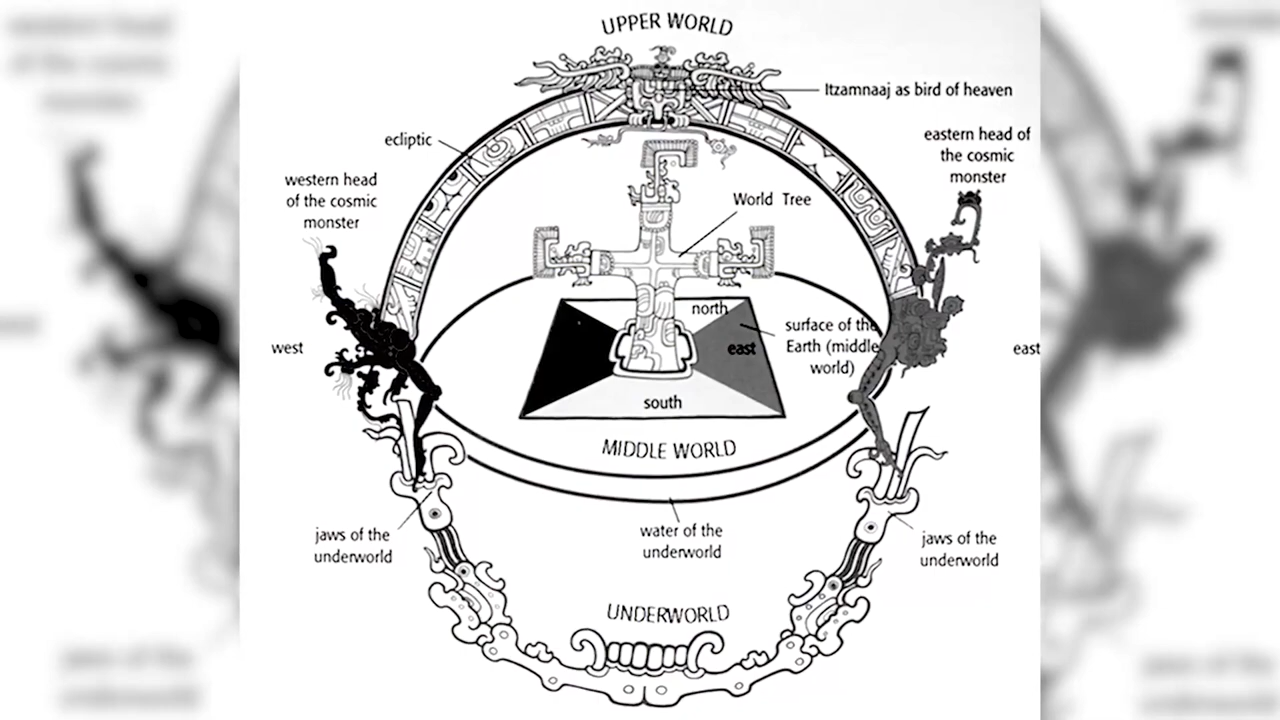 UPPER WORLD
Itzamnaaj as bird of heaven
ecliptic
eastern head of
the cosmic
monster
western head
of the cosmic
monster
World Tree
north
surface of the
Earth (middle
world)
west
east
east
south
MIDDLE WORLD
jaws of the
underworld
water of the
underworld
jaws of the
underworld
UNDERWORLD